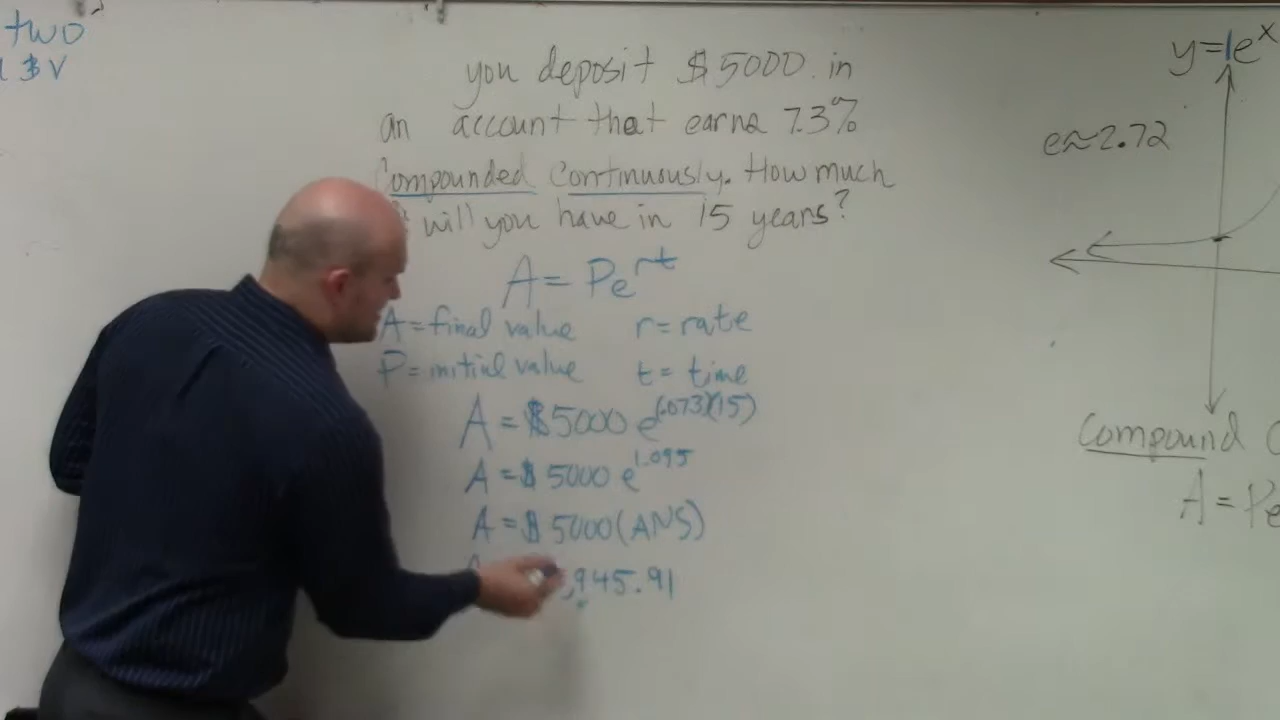 two
you deposit $5000 in
an account that earns 7.3%
Compounded Continuously. How much
will you have in 15 years?
A = Pe^rt
A = final value r = rate
P = initial value t = time
A = $5000 e^(.073)(15)
A = $5000 e^1.095
A = $5000 (ANS)
,945.91
y = 1e^x
e≈2.72
Compound
A = Pe